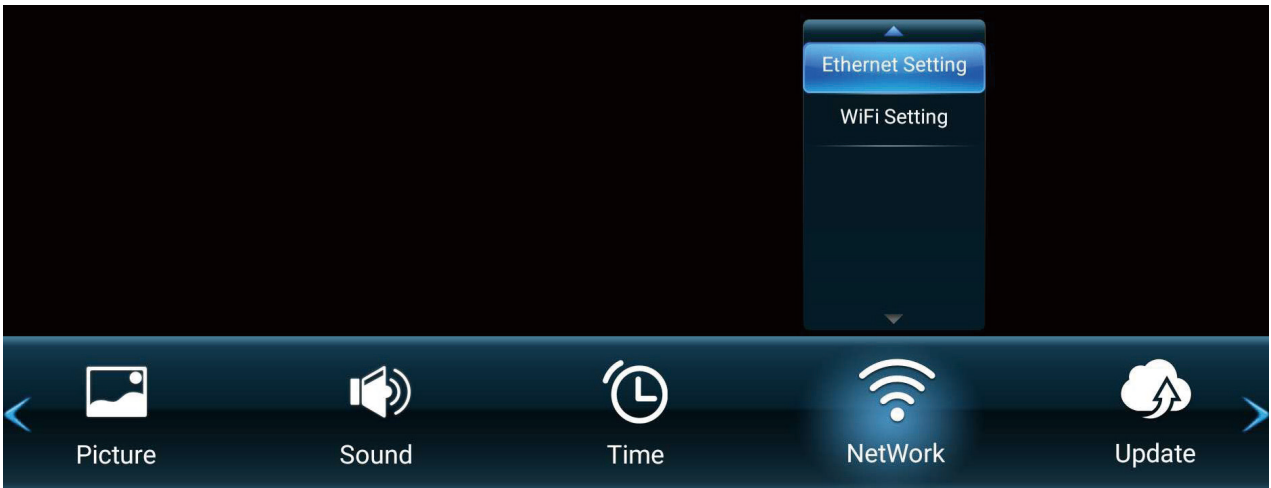 Ethernet Setting
WiFi Setting
Picture
Sound
Time
NetWork
Update